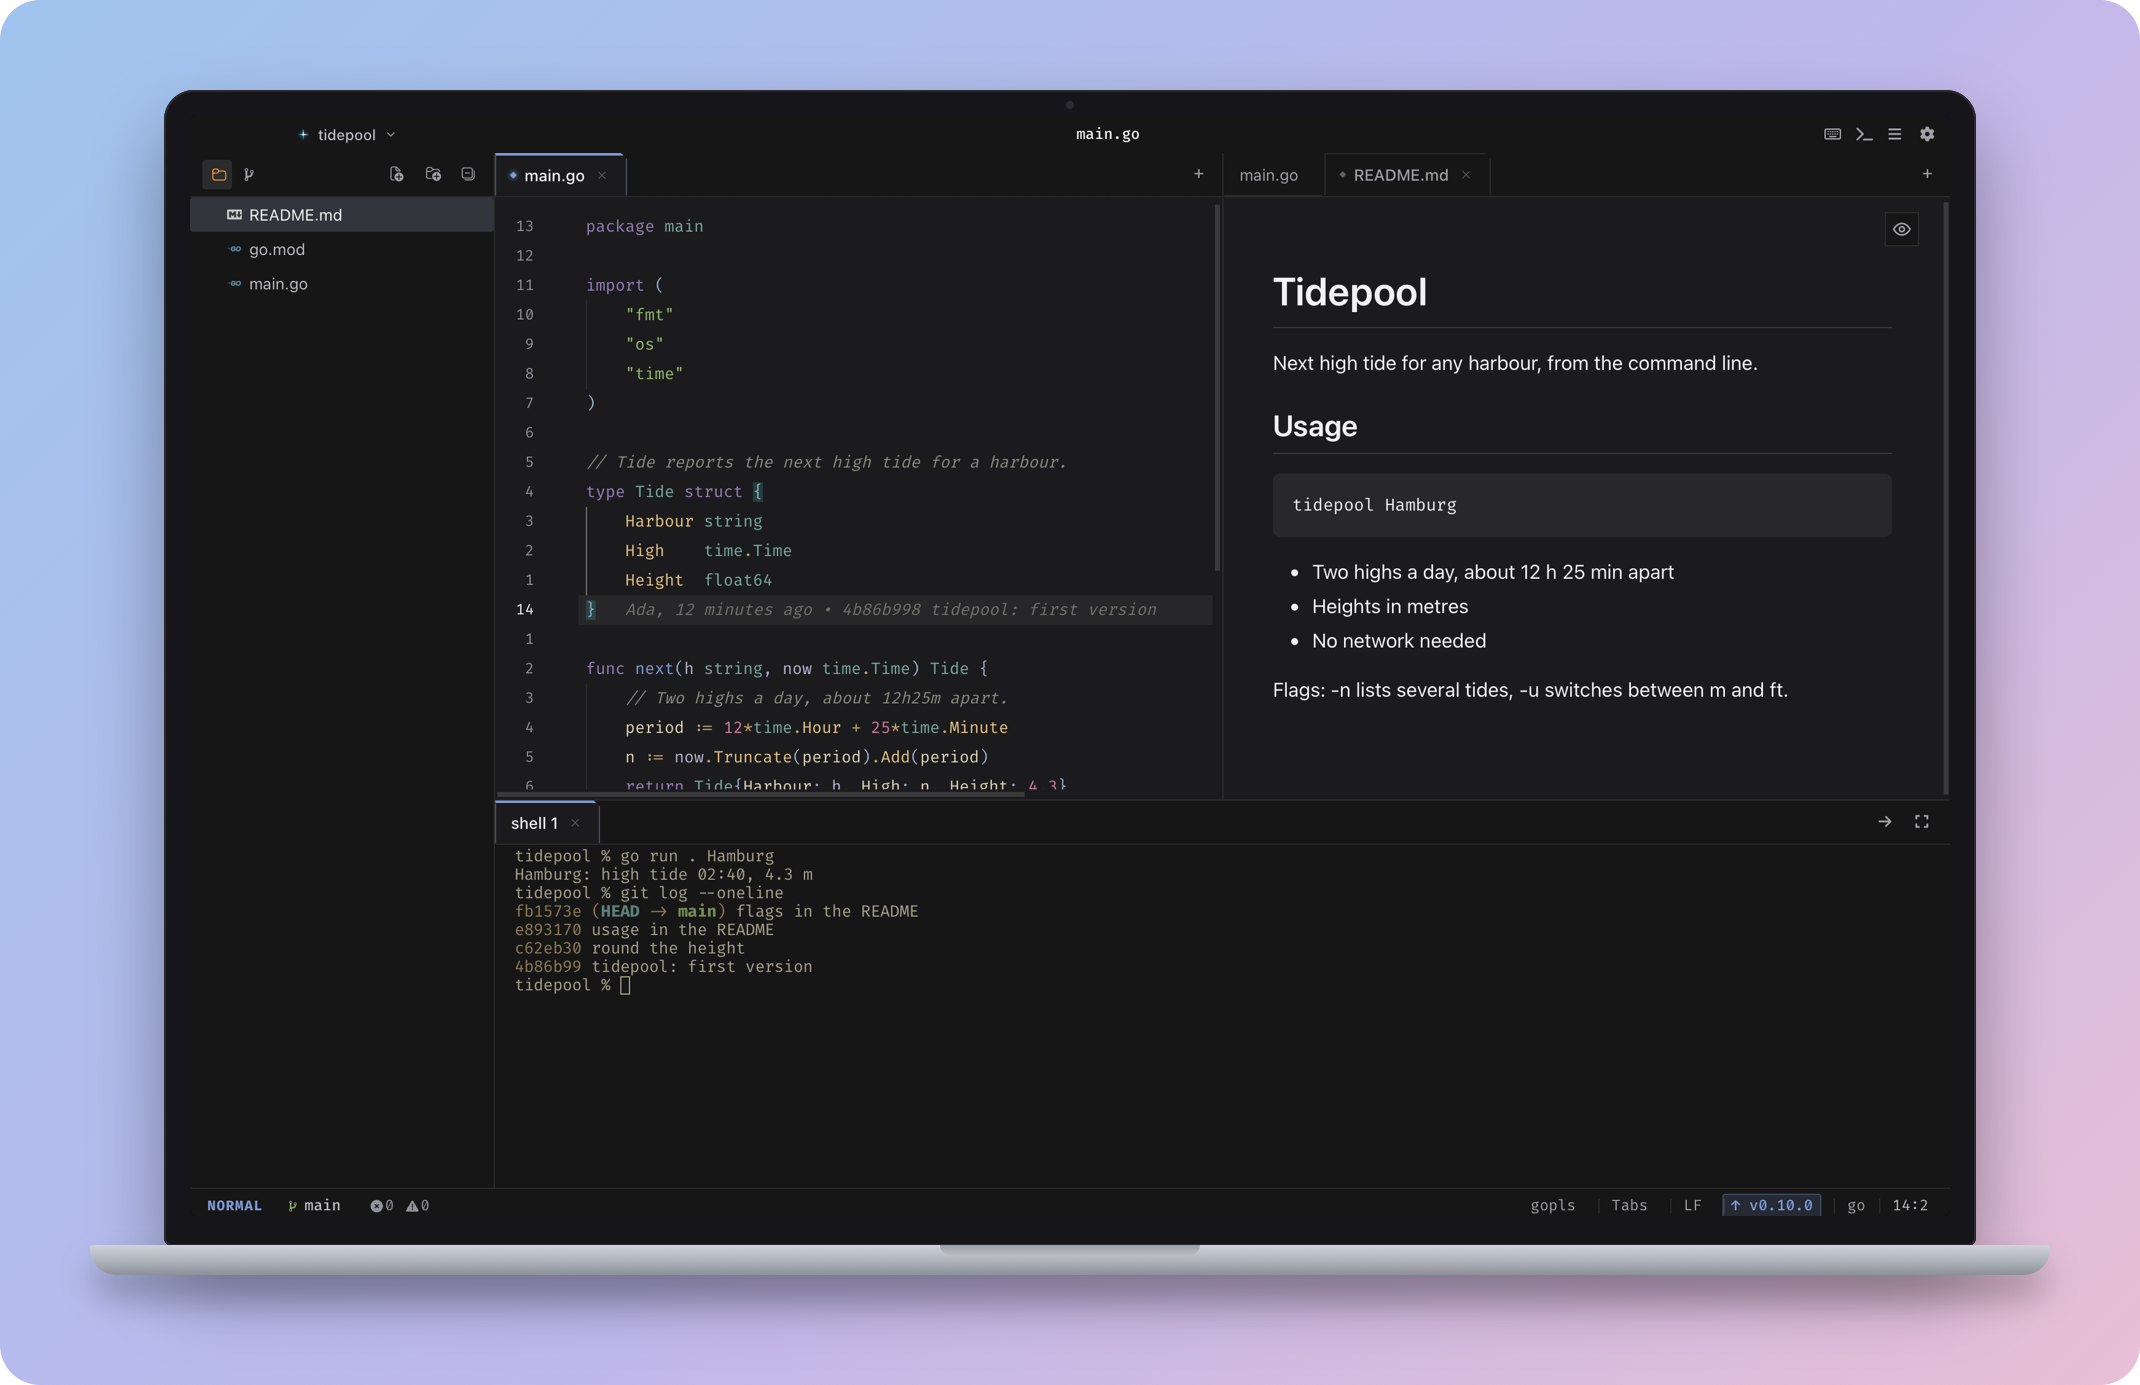 tidepool
main.go
README.md
go.mod
main.go
main.go
13 package main
12
11 import (
10 "fmt"
9 "os"
8 "time"
7 )
6
5 // Tide reports the next high tide for a harbour.
4 type Tide struct {
3 Harbour string
2 High time.Time
1 Height float64
14 } Ada, 12 minutes ago • 4b86b998 tidepool: first version
1
2 func next(h string, now time.Time) Tide {
3 // Two highs a day, about 12h25m apart.
4 period := 12*time.Hour + 25*time.Minute
5 n := now.Truncate(period).Add(period)
6 return Tide{Harbour: h, High: n, Height: 4.3}
main.go
README.md
Tidepool
Next high tide for any harbour, from the command line.
Usage
tidepool Hamburg
• Two highs a day, about 12 h 25 min apart
• Heights in metres
• No network needed
Flags: -n lists several tides, -u switches between m and ft.
shell 1
tidepool % go run . Hamburg
Hamburg: high tide 02:40, 4.3 m
tidepool % git log --oneline
fb1573e (HEAD -> main) flags in the README
e893170 usage in the README
c62eb30 round the height
4b86b99 tidepool: first version
tidepool %
NORMAL main 0 0 gopls Tabs LF ↑ v0.10.0 go 14:2